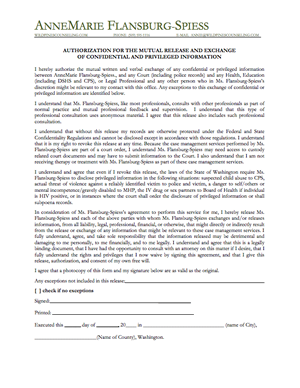 ANNEMARIE FLANSBURG-SPIESS
AUTHORIZATION FOR THE MUTUAL RELEASE AND EXCHANGE
OF CONFIDENTIAL AND PRIVILEGED INFORMATION
I hereby authorize the mutual written and verbal exchange of any confidential or privileged information
between AnneMarie Flansburg-Spiess, and any Court (including police records) and any Health, Education
(including DSHS and CPS), or Legal Professional and any other person who in Ms. Flansburg-Spiess's
discretion might be relevant to my contact with this office. Any exceptions to this exchange of confidential or
privileged information are identified below.
I understand that Ms. Flansburg-Spiess, like most professionals, consults with other professionals as part of
normal practice and mutual professional support. I understand that this type of
professional consultation uses anonymous material. I agree that this release also includes such professional
consultation.
I understand that without this release my records are otherwise protected under the Federal and State
Confidentiality Regulations and cannot be disclosed except in accordance with those regulations. I understand
that it is my right to revoke this release at any time. Because the case management services performed by Ms.
Flansburg-Spiess are part of a court order, I understand Ms. Flansburg-Spiess may need access to custody
related court documents and may have to submit information to the Court. I also understand that I am not
receiving therapy or treatment with Ms. Flansburg-Spiess as part of these case management services.
I understand and agree that even if I revoke this release, the laws of the State of Washington require Ms.
Flansburg-Spiess to disclose privileged information in the following situations: suspected child abuse to CPS,
actual threat of violence against a reliably identified victim to police and victim, a danger to self/others or
mental incompetence/gravely disabled to MHP, the IV drug or sex partners to Board of Health if individual
is HIV positive, or in instances where the court shall order the disclosure of privileged information or shall
subpoena records.
In consideration of Ms. Flansburg-Spiess's agreement to perform this service for me, I hereby release Ms.
Flansburg-Spiess and each of the above parties with whom Ms. Flansburg-Spiess exchanges and/or releases
information, from all liability, legal, professional, financial, or otherwise, that might directly or indirectly result
from the release or exchange of any information that might be relevant to these case management services. I
fully understand, agree, and take sole responsibility that the information released may be detrimental and
damaging to me personally, to me financially, and to me legally. I understand and agree that this is a legally
binding document, that I have had the opportunity to consult with an attorney on this matter if I desire, that I
fully understand the rights and privileges that I now waive by signing this agreement, and that I give this
release, authorization, and consent of my own free will.
I agree that a photocopy of this form and my signature below are as valid as the original.
Any exceptions not included in this release:
[ ] check if no exceptions
Signed:
Printed:
Executed this ____ day of ____, 20__ in ____ (name of City),
____ (Name of County), Washington.